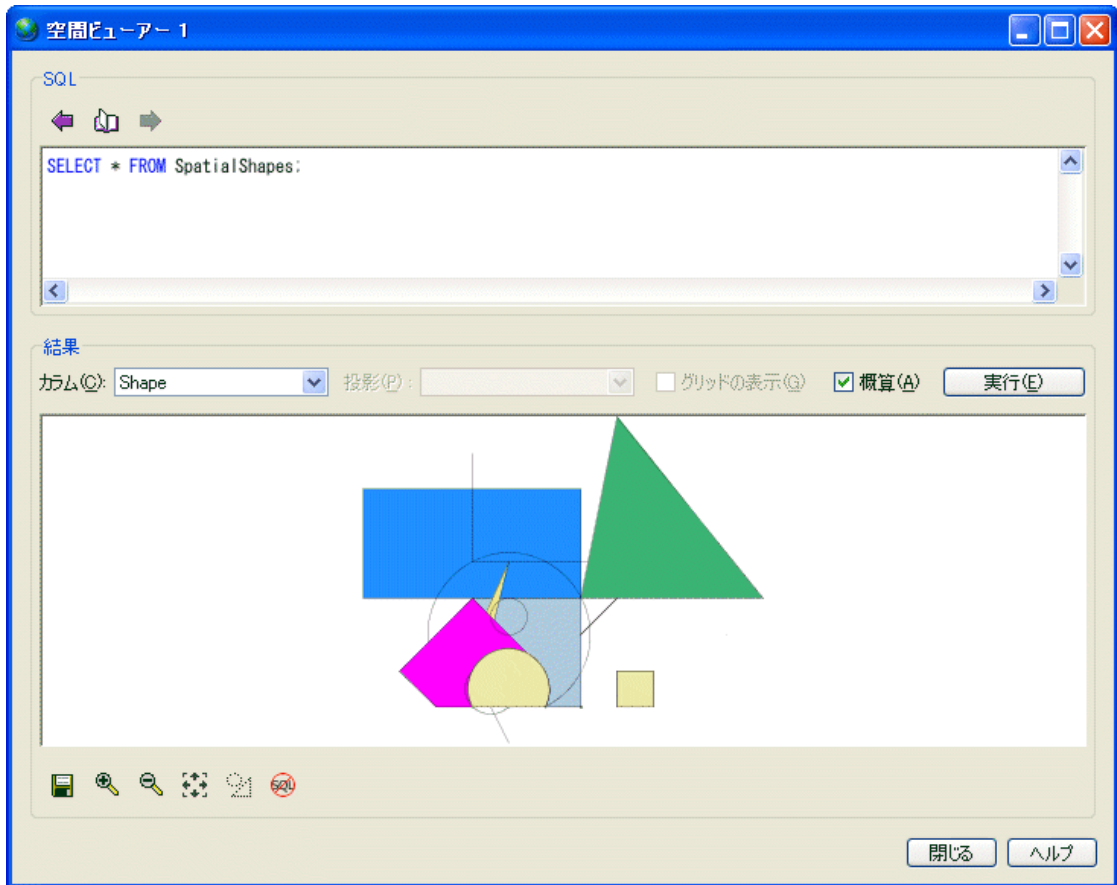 空間ビューアー 1
SQL
SELECT * FROM SpatialShapes;
結果
カラム(C): Shape 投影(P): グリッドの表示(G) 概算(A) 実行(E)
SQL
閉じる ヘルプ